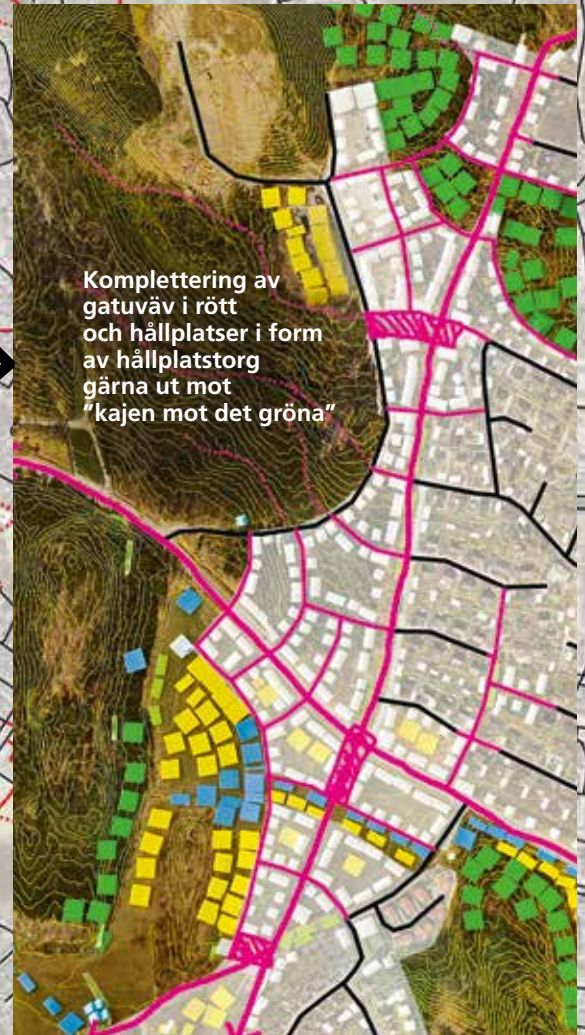 Komplettering av
gatuväv i rött
och hållplatser i form
av hållplatstorg
gärna ut mot
”kajen mot det gröna”